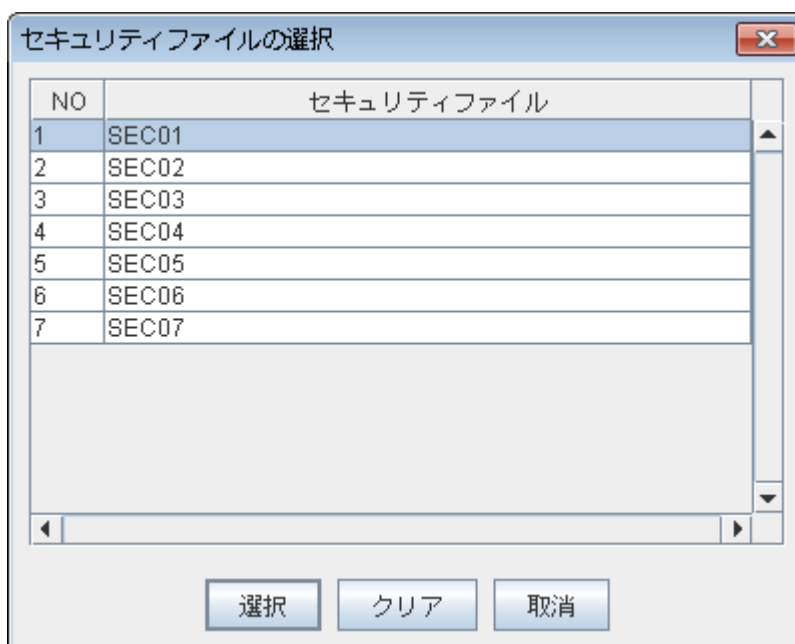 セキュリティファイルの選択
NO セキュリティファイル
1 SEC01
2 SEC02
3 SEC03
4 SEC04
5 SEC05
6 SEC06
7 SEC07
選択 クリア 取消